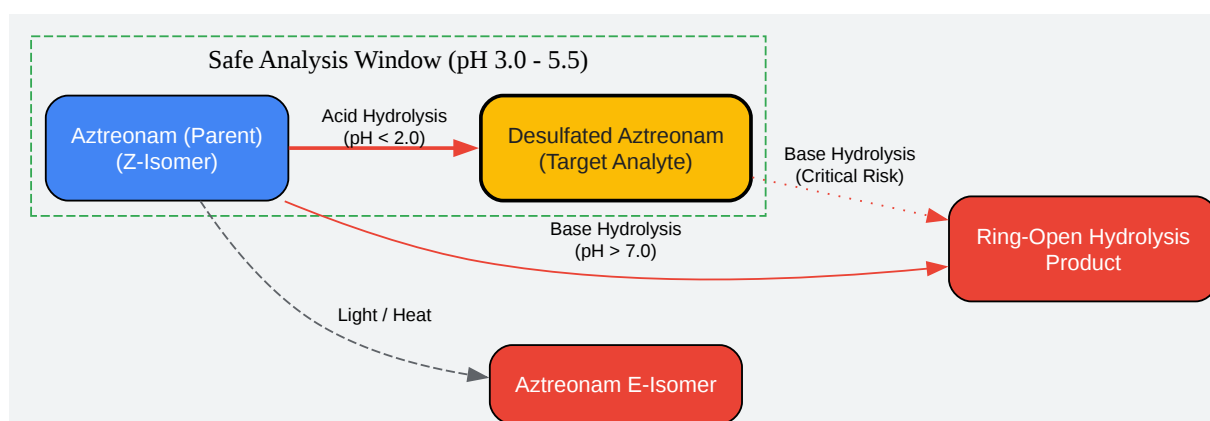 Safe Analysis Window (pH 3.0 - 5.5)
Aztreonam (Parent)
(Z-Isomer)
Acid Hydrolysis
(pH < 2.0)
Desulfated Aztreonam
(Target Analyte)
Base Hydrolysis
(Critical Risk)
Base Hydrolysis
(pH > 7.0)
Ring-Open Hydrolysis
Product
Light / Heat
Aztreonam E-Isomer